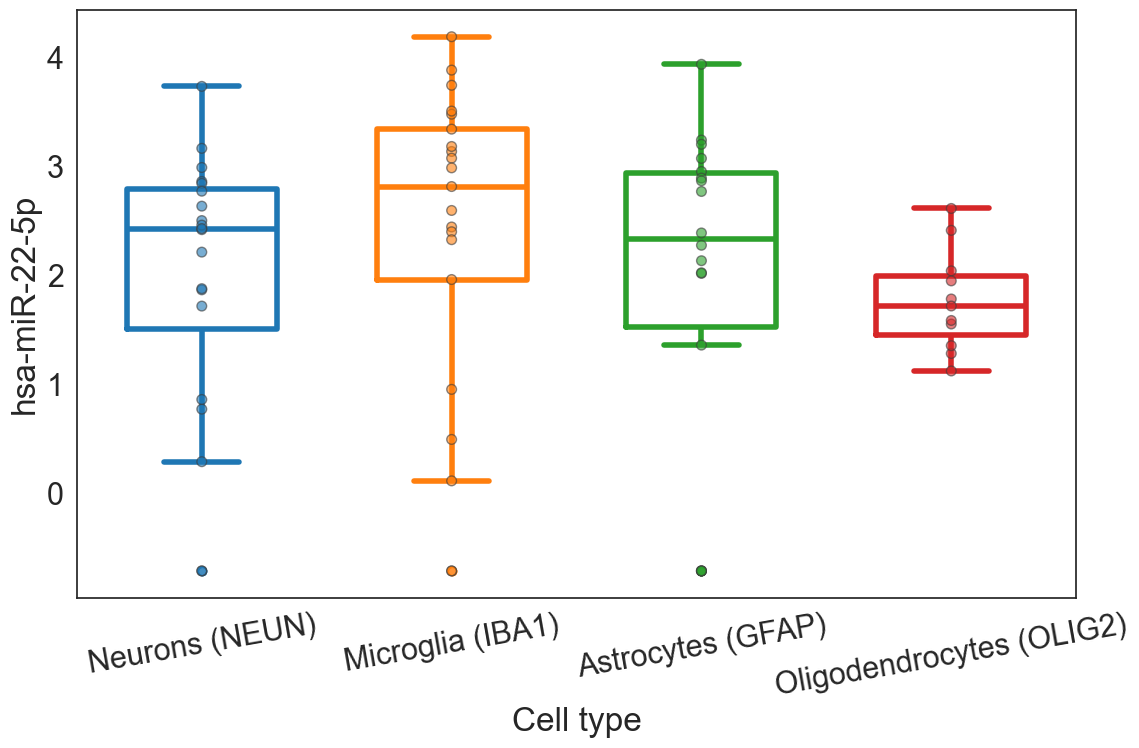 hsa-miR-22-5p
4
3
2
1
0
Neurons (NEUN)
Microglia (IBA1)
Astrocytes (GFAP)
Oligodendrocytes (OLIG2)
Cell type